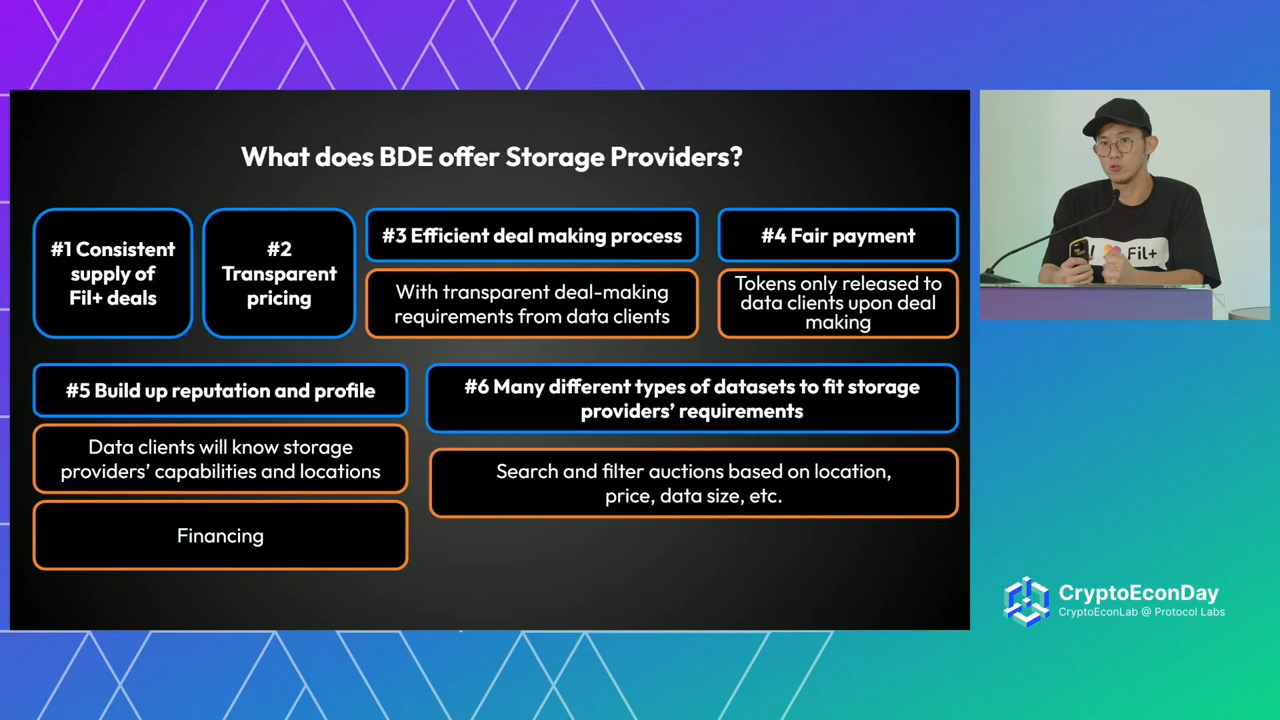 What does BDE offer Storage Providers?
#1 Consistent
supply of
Fil+ deals
#2
Transparent
pricing
#3 Efficient deal making process
With transparent deal-making
requirements from data clients
#4 Fair payment
Tokens only released to
data clients upon deal
making
#5 Build up reputation and profile
Data clients will know storage
providers’ capabilities and locations
Financing
#6 Many different types of datasets to fit storage
providers’ requirements
Search and filter auctions based on location,
price, data size, etc.
Fil+
CryptoEconDay
CryptoEconLab @ Protocol Labs